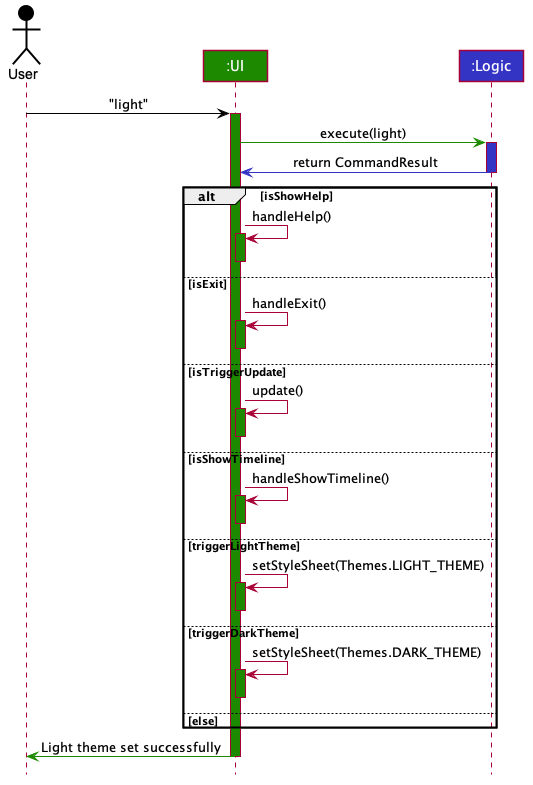 User
:UI
:Logic
"light"
execute(light)
return CommandResult
alt
[isShowHelp]
handleHelp()
[isExit]
handleExit()
[isTriggerUpdate]
update()
[isShowTimeline]
handleShowTimeline()
[triggerLightTheme]
setStyleSheet(Themes.LIGHT_THEME)
[triggerDarkTheme]
setStyleSheet(Themes.DARK_THEME)
[else]
Light theme set successfully